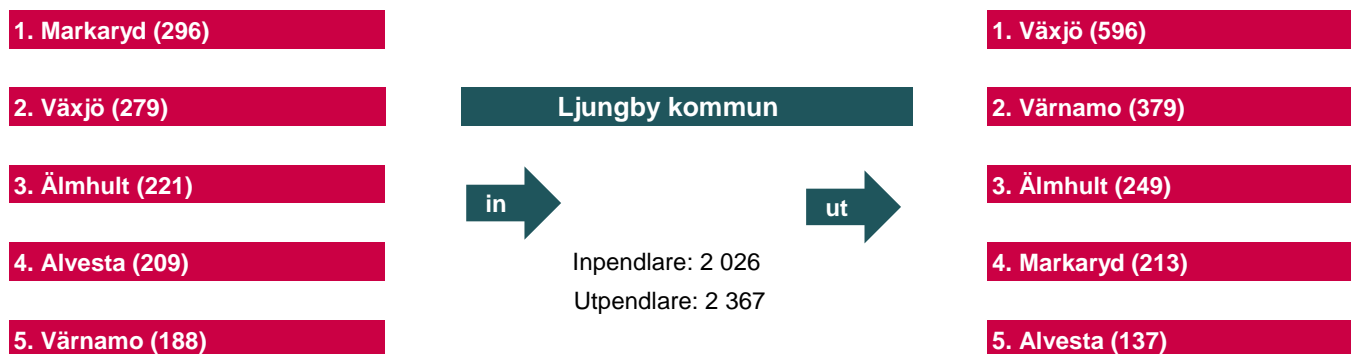 1. Markaryd (296)
2. Växjö (279)
3. Älmhult (221)
4. Alvesta (209)
5. Värnamo (188)
Ljungby kommun
in
ut
Inpendlare: 2 026
Utpendlare: 2 367
1. Växjö (596)
2. Värnamo (379)
3. Älmhult (249)
4. Markaryd (213)
5. Alvesta (137)